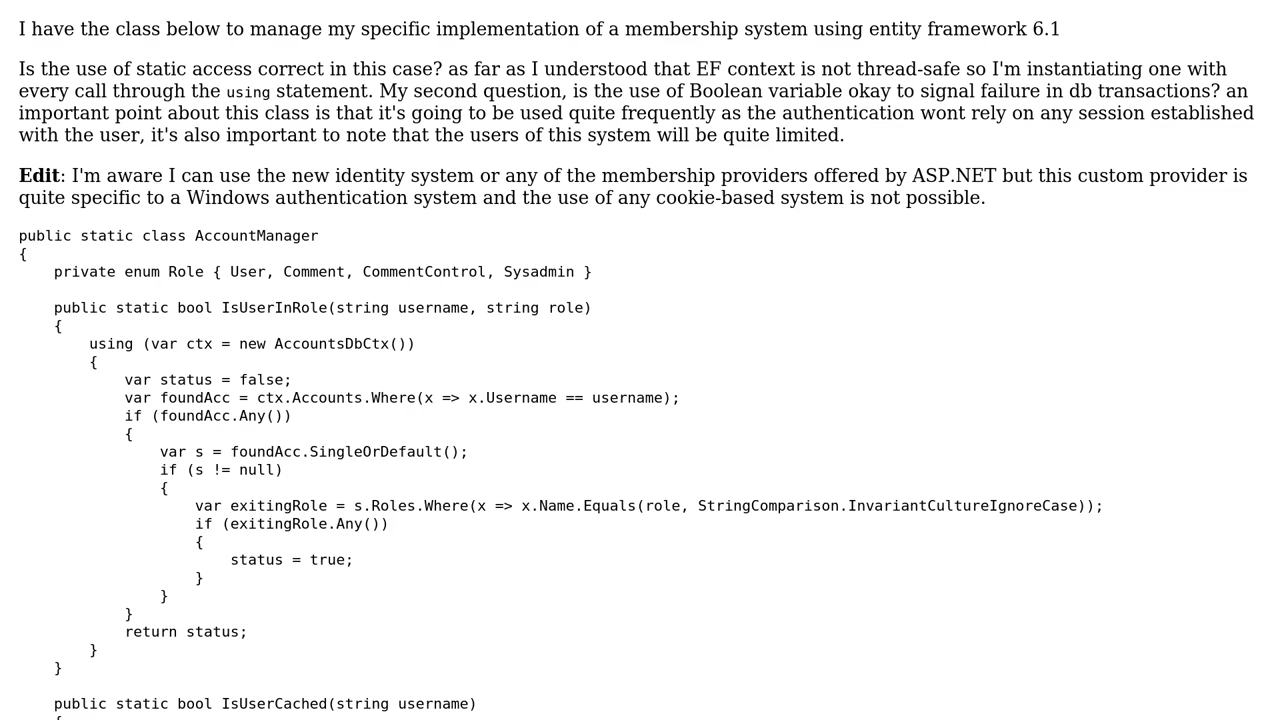 I have the class below to manage my specific implementation of a membership system using entity framework 6.1
Is the use of static access correct in this case? as far as I understood that EF context is not thread-safe so I'm instantiating one with
every call through the using statement. My second question, is the use of Boolean variable okay to signal failure in db transactions? an
important point about this class is that it's going to be used quite frequently as the authentication wont rely on any session established
with the user, it's also important to note that the users of this system will be quite limited.
Edit: I'm aware I can use the new identity system or any of the membership providers offered by ASP.NET but this custom provider is
quite specific to a Windows authentication system and the use of any cookie-based system is not possible.
public static class AccountManager
{
    private enum Role { User, Comment, CommentControl, Sysadmin }
    public static bool IsUserInRole(string username, string role)
    {
        using (var ctx = new AccountsDbCtx())
        {
            var status = false;
            var foundAcc = ctx.Accounts.Where(x => x.Username == username);
            if (foundAcc.Any())
            {
                var s = foundAcc.SingleOrDefault();
                if (s != null)
                {
                    var exitingRole = s.Roles.Where(x => x.Name.Equals(role, StringComparison.InvariantCultureIgnoreCase));
                    if (exitingRole.Any())
                    {
                        status = true;
                    }
                }
            }
            return status;
        }
    }
    public static bool IsUserCached(string username)
    {